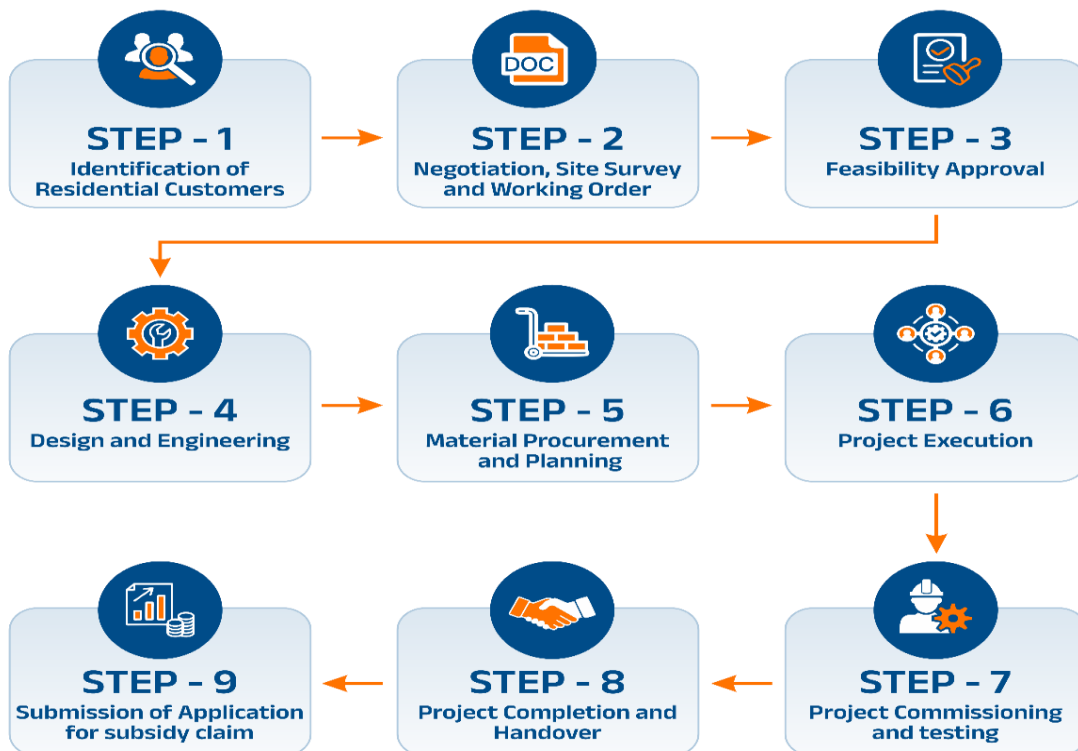 STEP - 1
Identification of
Residential Customers
DOC
STEP - 2
Negotiation, Site Survey
and Working Order
STEP - 3
Feasibility Approval
STEP - 4
Design and Engineering
STEP - 5
Material Procurement
and Planning
STEP - 6
Project Execution
STEP - 7
Project Commissioning
and testing
STEP - 8
Project Completion and
Handover
STEP - 9
Submission of Application
for subsidy claim